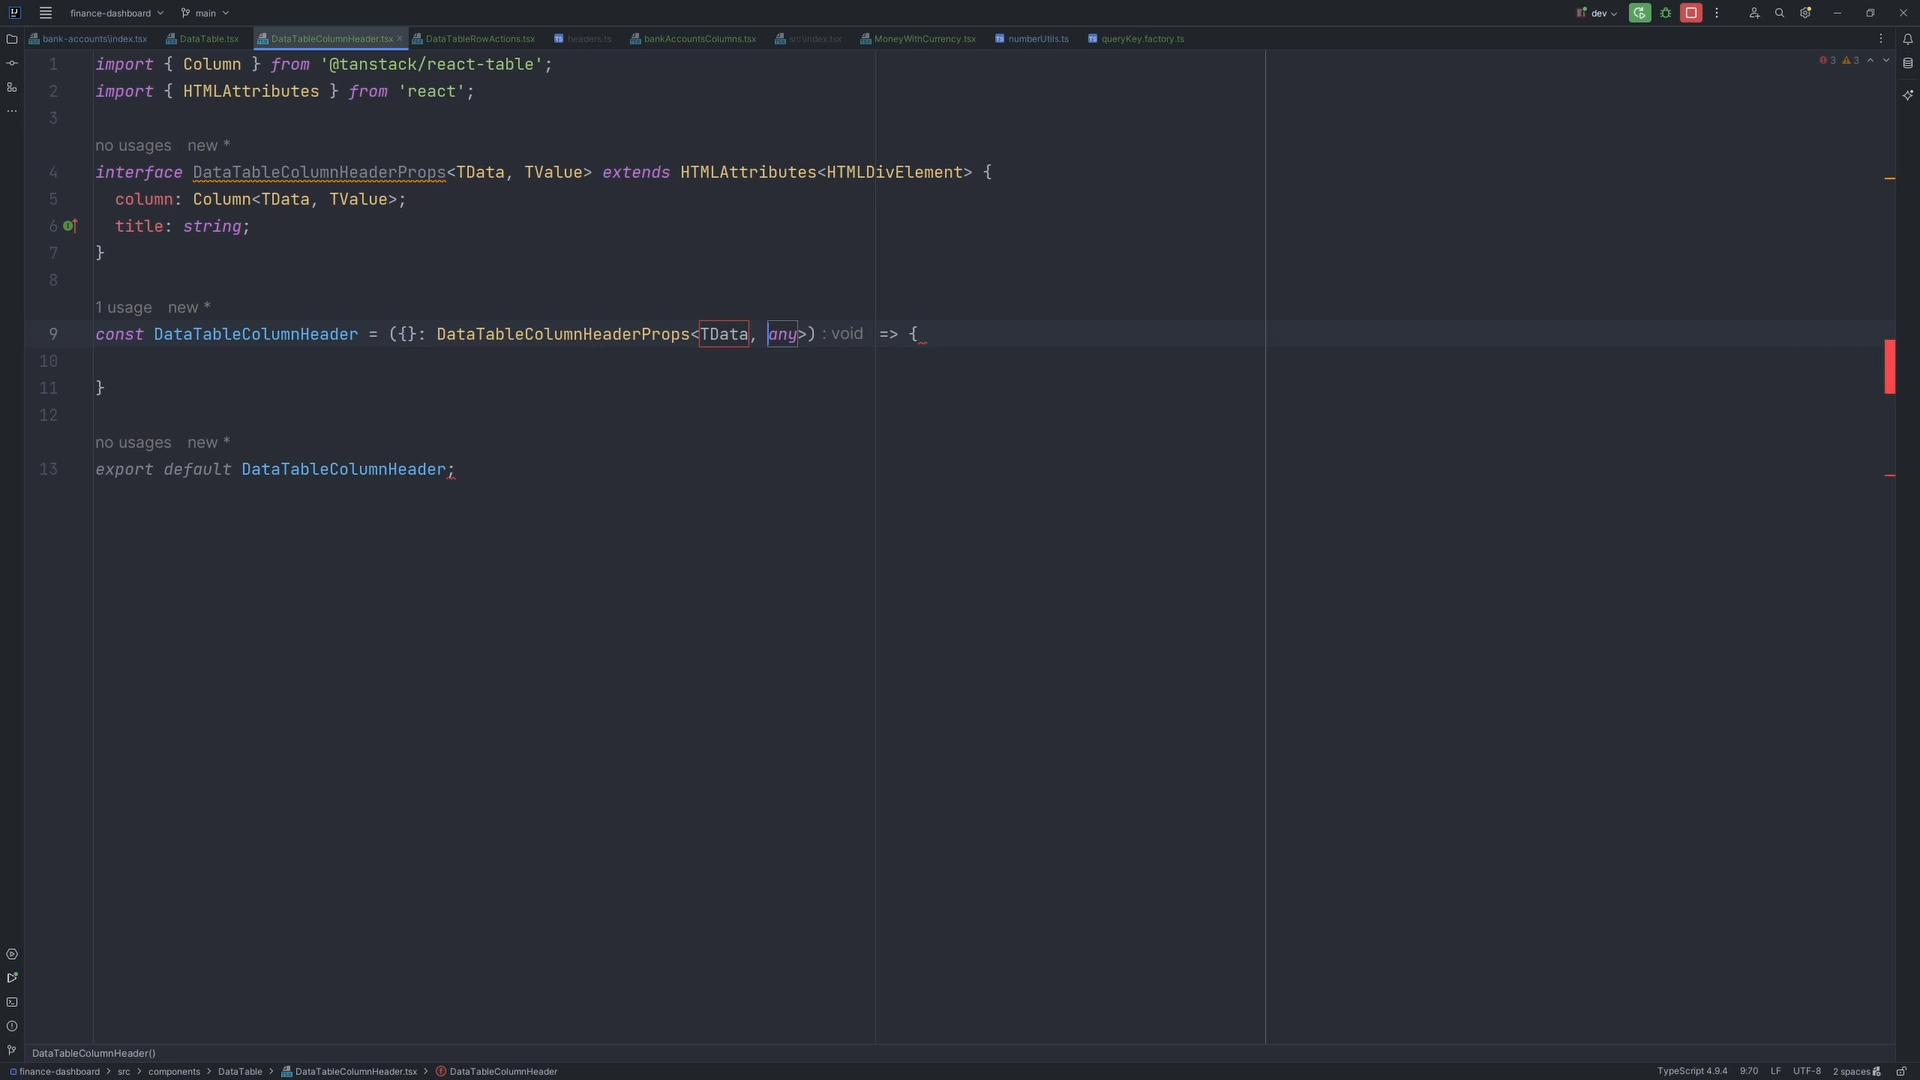 finance-dashboard main dev
bank-accounts\index.tsx DataTable.tsx DataTableColumnHeader.tsx DataTableRowActions.tsx headers.ts bankAccountsColumns.tsx src\index.tsx MoneyWithCurrency.tsx numberUtils.ts queryKey.factory.ts
3 3
1 import { Column } from '@tanstack/react-table';
2 import { HTMLAttributes } from 'react';
3
no usages new *
4 interface DataTableColumnHeaderProps<TData, TValue> extends HTMLAttributes<HTMLDivElement> {
5 column: Column<TData, TValue>;
6 title: string;
7 }
8
1 usage new *
9 const DataTableColumnHeader = ({}: DataTableColumnHeaderProps<TData, any>) : void => {
10
11 }
12
no usages new *
13 export default DataTableColumnHeader;
DataTableColumnHeader()
finance-dashboard > src > components > DataTable > DataTableColumnHeader.tsx > DataTableColumnHeader TypeScript 4.9.4 9:70 LF UTF-8 2 spaces